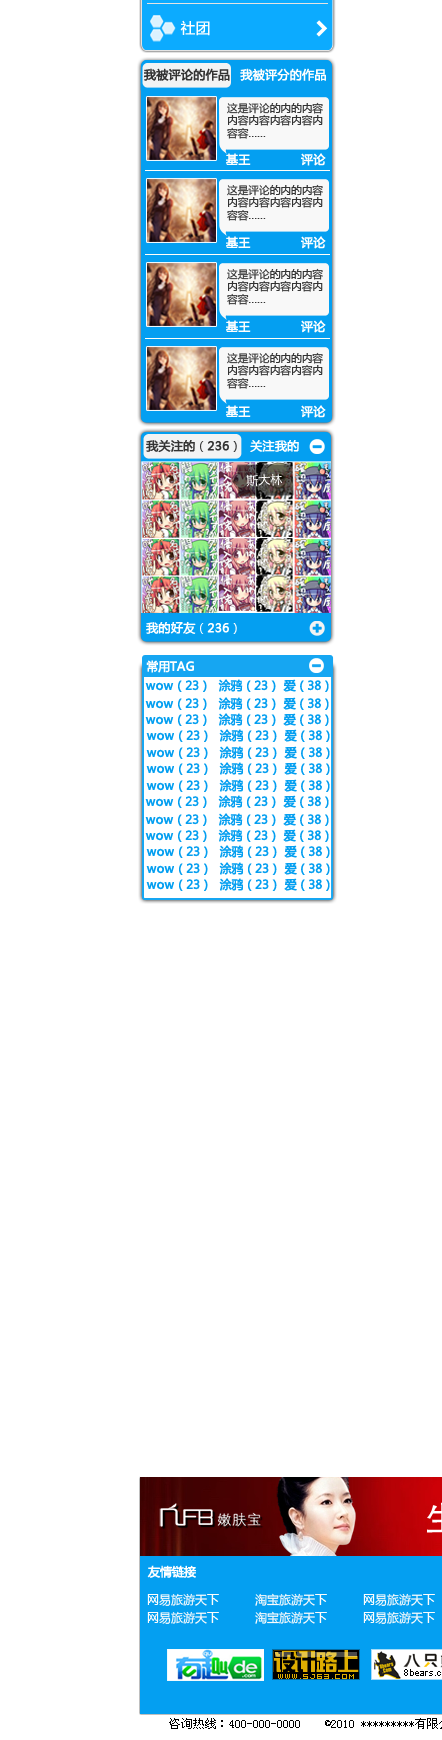 社团
我被评论的作品 我被评分的作品
这是评论的内的内容
内容内容内容内容内
容容......
基王 评论
这是评论的内的内容
内容内容内容内容内
容容......
基王 评论
这是评论的内的内容
内容内容内容内容内
容容......
基王 评论
这是评论的内的内容
内容内容内容内容内
容容......
基王 评论
我关注的（236） 关注我的
斯大林
我的好友（236）
常用TAG
wow（23） 涂鸦（23） 爱（38）
wow（23） 涂鸦（23） 爱（38）
wow（23） 涂鸦（23） 爱（38）
wow（23） 涂鸦（23） 爱（38）
wow（23） 涂鸦（23） 爱（38）
wow（23） 涂鸦（23） 爱（38）
wow（23） 涂鸦（23） 爱（38）
wow（23） 涂鸦（23） 爱（38）
wow（23） 涂鸦（23） 爱（38）
wow（23） 涂鸦（23） 爱（38）
wow（23） 涂鸦（23） 爱（38）
wow（23） 涂鸦（23） 爱（38）
wow（23） 涂鸦（23） 爱（38）
NFB 嫩肤宝
友情链接
网易旅游天下 淘宝旅游天下 网易旅游天下
网易旅游天下 淘宝旅游天下 网易旅游天下
设计路上 八只
WWW.SJ63.COM 8bears.c
咨询热线：400-000-0000 ©2010 *********有限